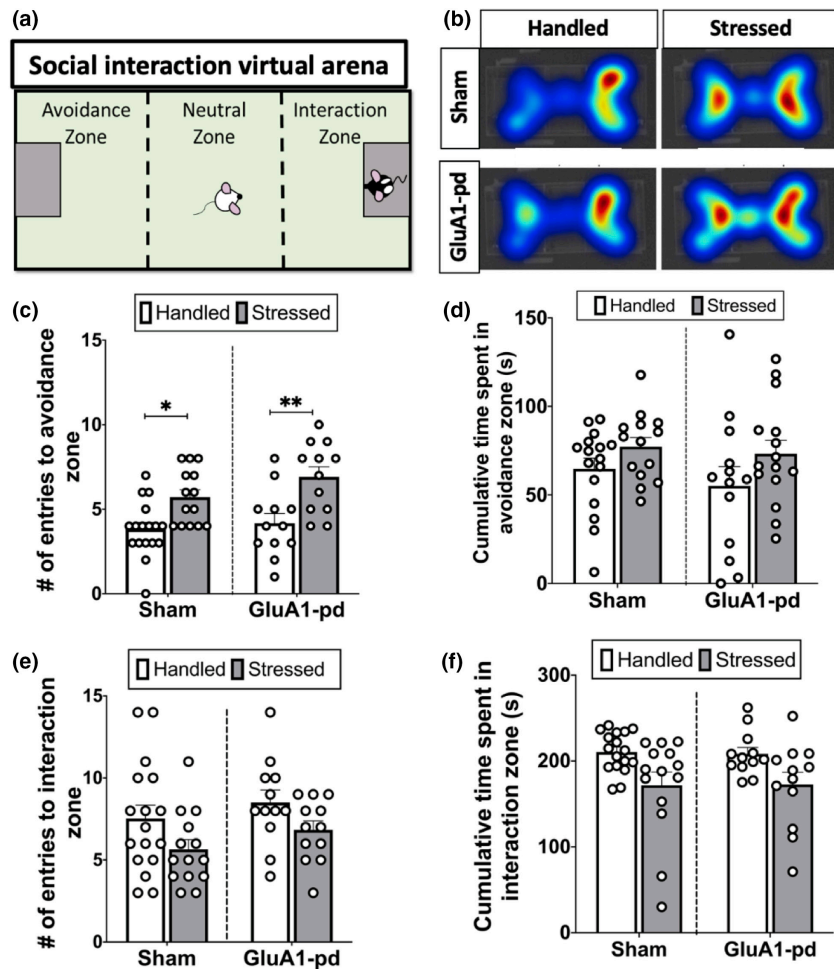 (a)
Social interaction virtual arena
Avoidance Zone
Neutral Zone
Interaction Zone
(b)
Handled
Stressed
Sham
GluA1-pd
(c)
Handled
Stressed
# of entries to avoidance
zone
15
10
5
0
*
**
Sham
GluA1-pd
(d)
Handled
Stressed
Cumulative time spent in
avoidance zone (s)
150
100
50
0
Sham
GluA1-pd
(e)
Handled
Stressed
# of entries to interaction
zone
15
10
5
0
Sham
GluA1-pd
(f)
Handled
Stressed
Cumulative time spent in
interaction zone (s)
300
200
100
0
Sham
GluA1-pd